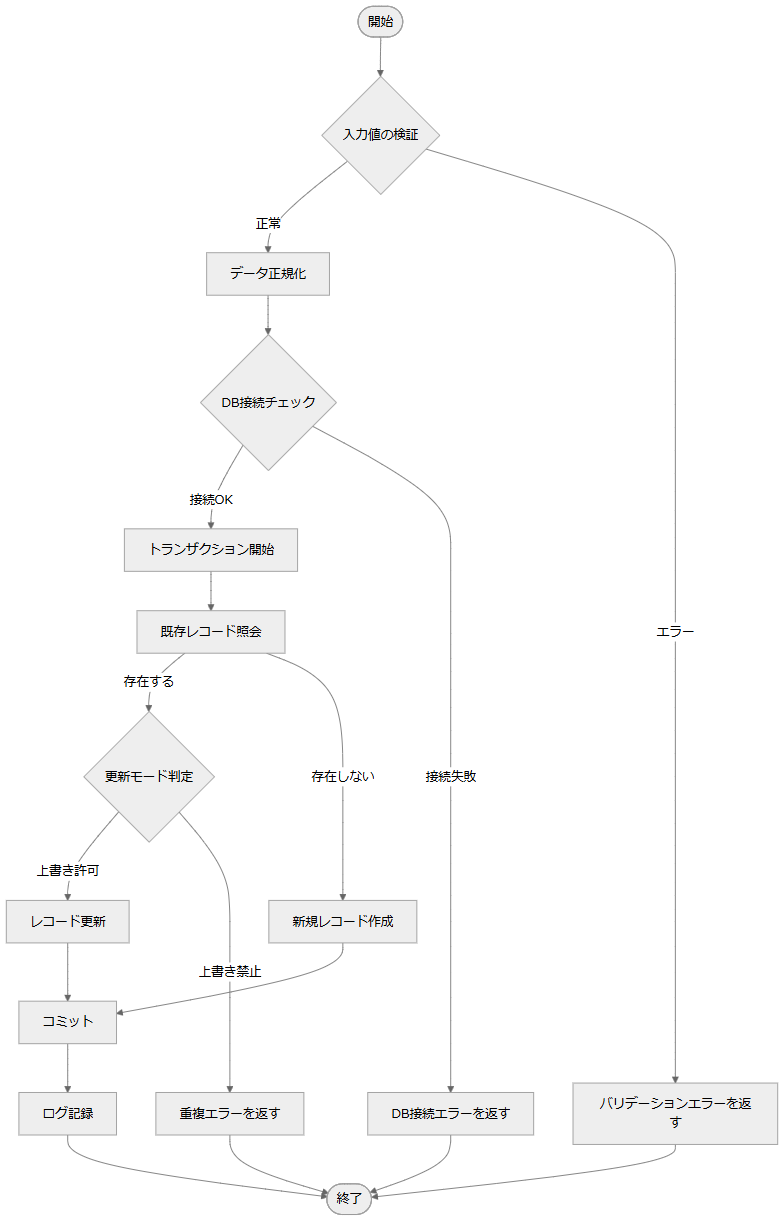 開始
入力値の検証
正常
データ正規化
DB接続チェック
接続OK
トランザクション開始
既存レコード照会
エラー
存在する
更新モード判定
存在しない
接続失敗
上書き許可
レコード更新
新規レコード作成
上書き禁止
コミット
ログ記録
重複エラーを返す
DB接続エラーを返す
バリデーションエラーを返
す
終了